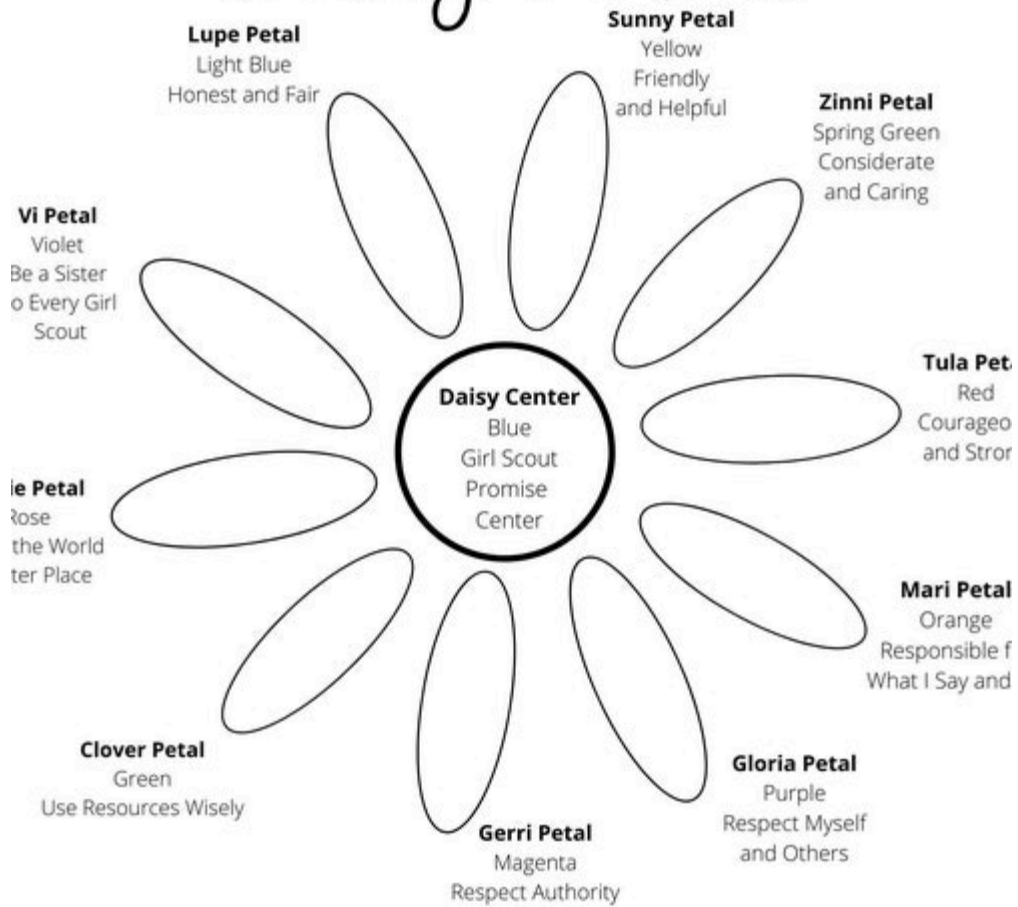 Lupe Petal
Light Blue
Honest and Fair
Sunny Petal
Yellow
Friendly
and Helpful
Zinni Petal
Spring Green
Considerate
and Caring
Tula
Red
and
Mari Petal
Orange
Responsible
What I Say and
Gloria Petal
Purple
Respect Myself
and Others
Gerri Petal
Magenta
Respect Authority
Clover Petal
Green
Use Resources Wisely
Petal
the World
Place
Vi Petal
Violet
Be a Sister
Every Girl
Scout
Daisy Center
Blue
Girl Scout
Promise
Center